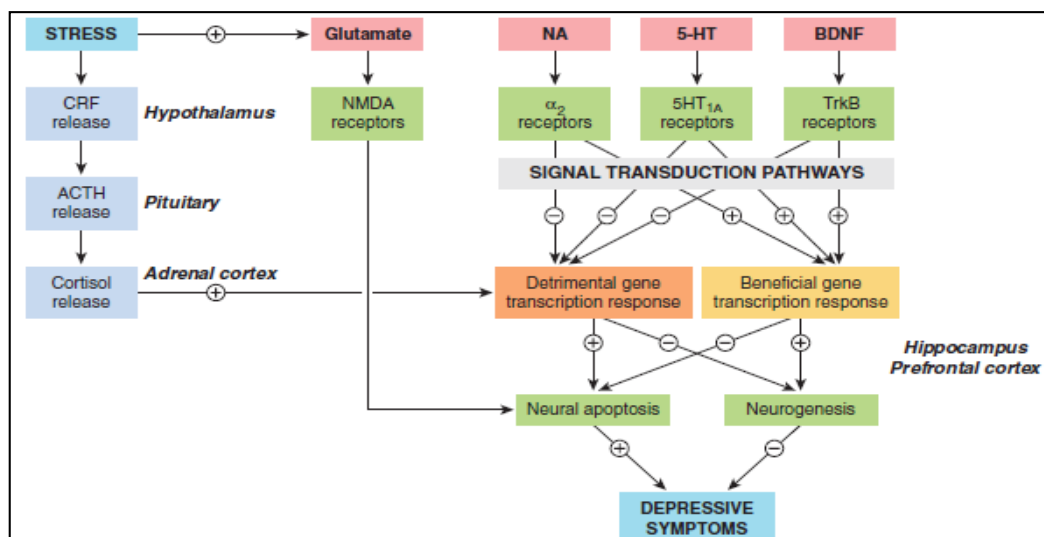 STRESS
+
Glutamate
NA
5-HT
BDNF
CRF
release
Hypothalamus
NMDA
receptors
α2
receptors
5HT1A
receptors
TrkB
receptors
SIGNAL TRANSDUCTION PATHWAYS
ACTH
release
Pituitary
− − − + + +
Cortisol
release
Adrenal cortex
+
Detrimental gene
transcription response
Beneficial gene
transcription response
+ − − +
Hippocampus
Prefrontal cortex
Neural apoptosis
Neurogenesis
+ −
DEPRESSIVE
SYMPTOMS